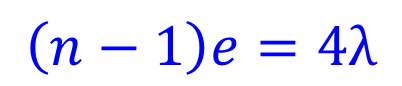 (n − 1)e = 4λ